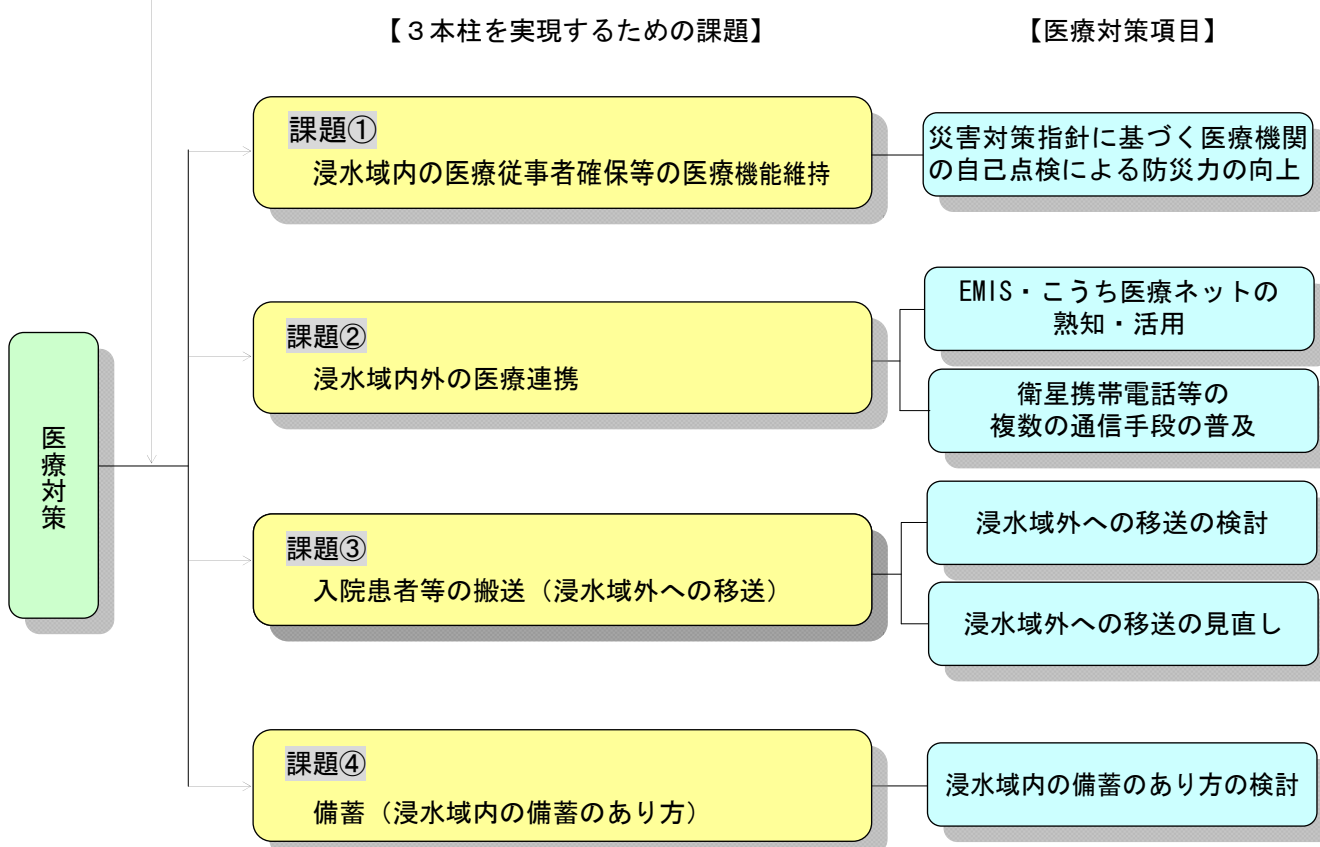 【３本柱を実現するための課題】
【医療対策項目】
医療対策
課題①
浸水域内の医療従事者確保等の医療機能維持
災害対策指針に基づく医療機関
の自己点検による防災力の向上
課題②
浸水域内外の医療連携
EMIS・こうち医療ネットの
熟知・活用
衛星携帯電話等の
複数の通信手段の普及
課題③
入院患者等の搬送（浸水域外への移送）
浸水域外への移送の検討
浸水域外への移送の見直し
課題④
備蓄（浸水域内の備蓄のあり方）
浸水域内の備蓄のあり方の検討